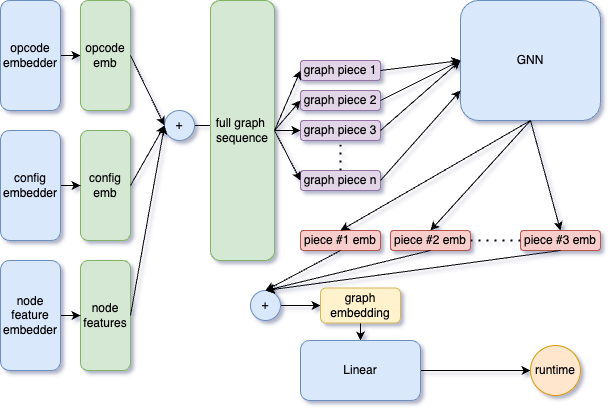 opcode
embedder
opcode
emb
config
embedder
config
emb
node
feature
embedder
node
features
+
full graph
sequence
graph piece 1
graph piece 2
graph piece 3
graph piece n
GNN
piece #1 emb
piece #2 emb
piece #3 emb
+
graph
embedding
Linear
runtime